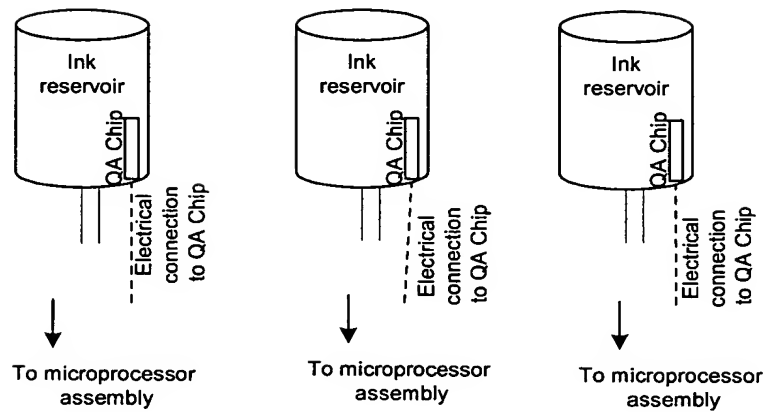 Ink
reservoir
QA Chip
Electrical
connection
to QA Chip
To microprocessor
assembly
Ink
reservoir
QA Chip
Electrical
connection
to QA Chip
To microprocessor
assembly
Ink
reservoir
QA Chip
Electrical
connection
to QA Chip
To microprocessor
assembly